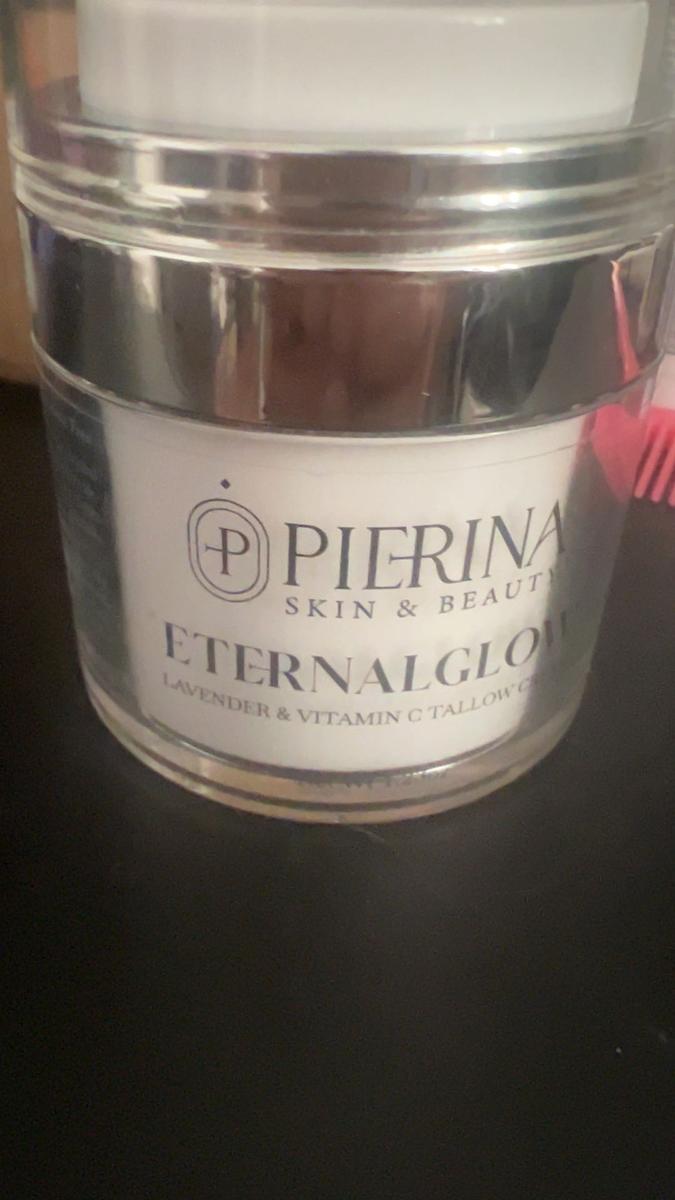 P
PIERINA
SKIN & BEAUTY
ETERNALGLOW
LAVENDER & VITAMIN C TALLOW